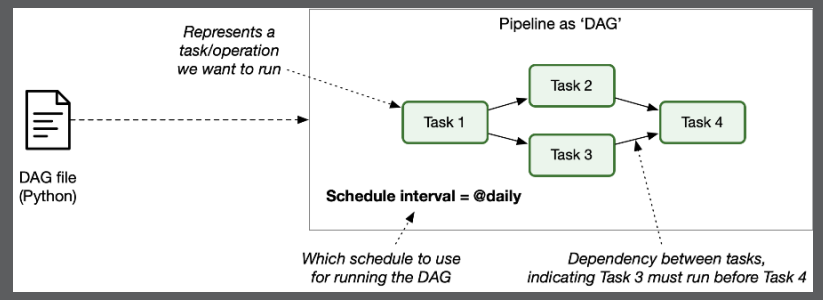 Pipeline as ‘DAG’
Represents a
task/operation
we want to run
Task 1
Task 2
Task 3
Task 4
DAG file
(Python)
Schedule interval = @daily
Which schedule to use
for running the DAG
Dependency between tasks,
indicating Task 3 must run before Task 4